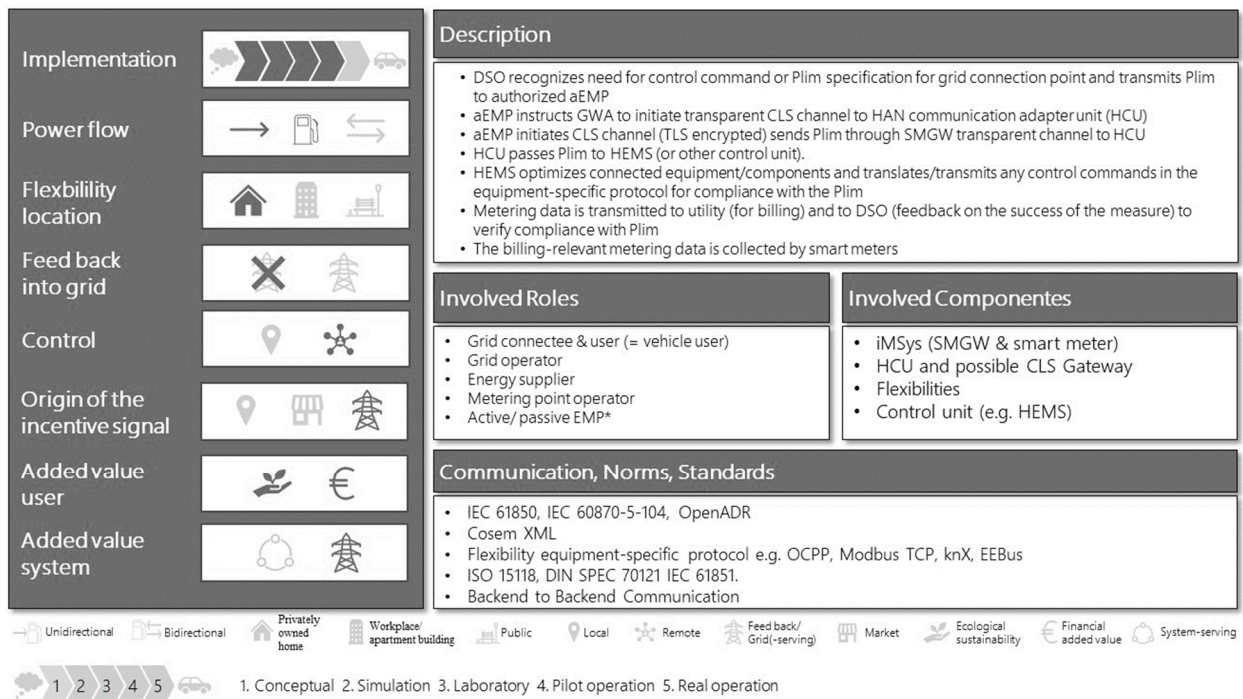 Implementation
Power flow
Flexbilility
location
Feed back
into grid
Control
Origin of the
incentive signal
Added value
user
Added value
system
Description
• DSO recognizes need for control command or Plim specification for grid connection point and transmits Plim
to authorized aEMP
• aEMP instructs GWA to initiate transparent CLS channel to HAN communication adapter unit (HCU)
• aEMP initiates CLS channel (TLS encrypted) sends Plim through SMGW transparent channel to HCU
• HCU passes Plim to HEMS (or other control unit).
• HEMS optimizes connected equipment/components and translates/transmits any control commands in the
equipment-specific protocol for compliance with the Plim
• Metering data is transmitted to utility (for billing) and to DSO (feedback on the success of the measure) to
verify compliance with Plim
• The billing-relevant metering data is collected by smart meters
Involved Roles
• Grid connectee & user (= vehicle user)
• Grid operator
• Energy supplier
• Metering point operator
• Active/ passive EMP*
Involved Componentes
• iMSys (SMGW & smart meter)
• HCU and possible CLS Gateway
• Flexibilities
• Control unit (e.g. HEMS)
Communication, Norms, Standards
• IEC 61850, IEC 60870-5-104, OpenADR
• Cosem XML
• Flexibility equipment-specific protocol e.g. OCPP, Modbus TCP, knX, EEBus
• ISO 15118, DIN SPEC 70121 IEC 61851.
• Backend to Backend Communication
Unidirectional
Bidirectional
Privately
owned
home
Workplace/
apartment building
Public
Local
Remote
Feed back/
Grid(-serving)
Market
Ecological
sustainability
€ Financial
added value
System-serving
1 2 3 4 5
1. Conceptual 2. Simulation 3. Laboratory 4. Pilot operation 5. Real operation